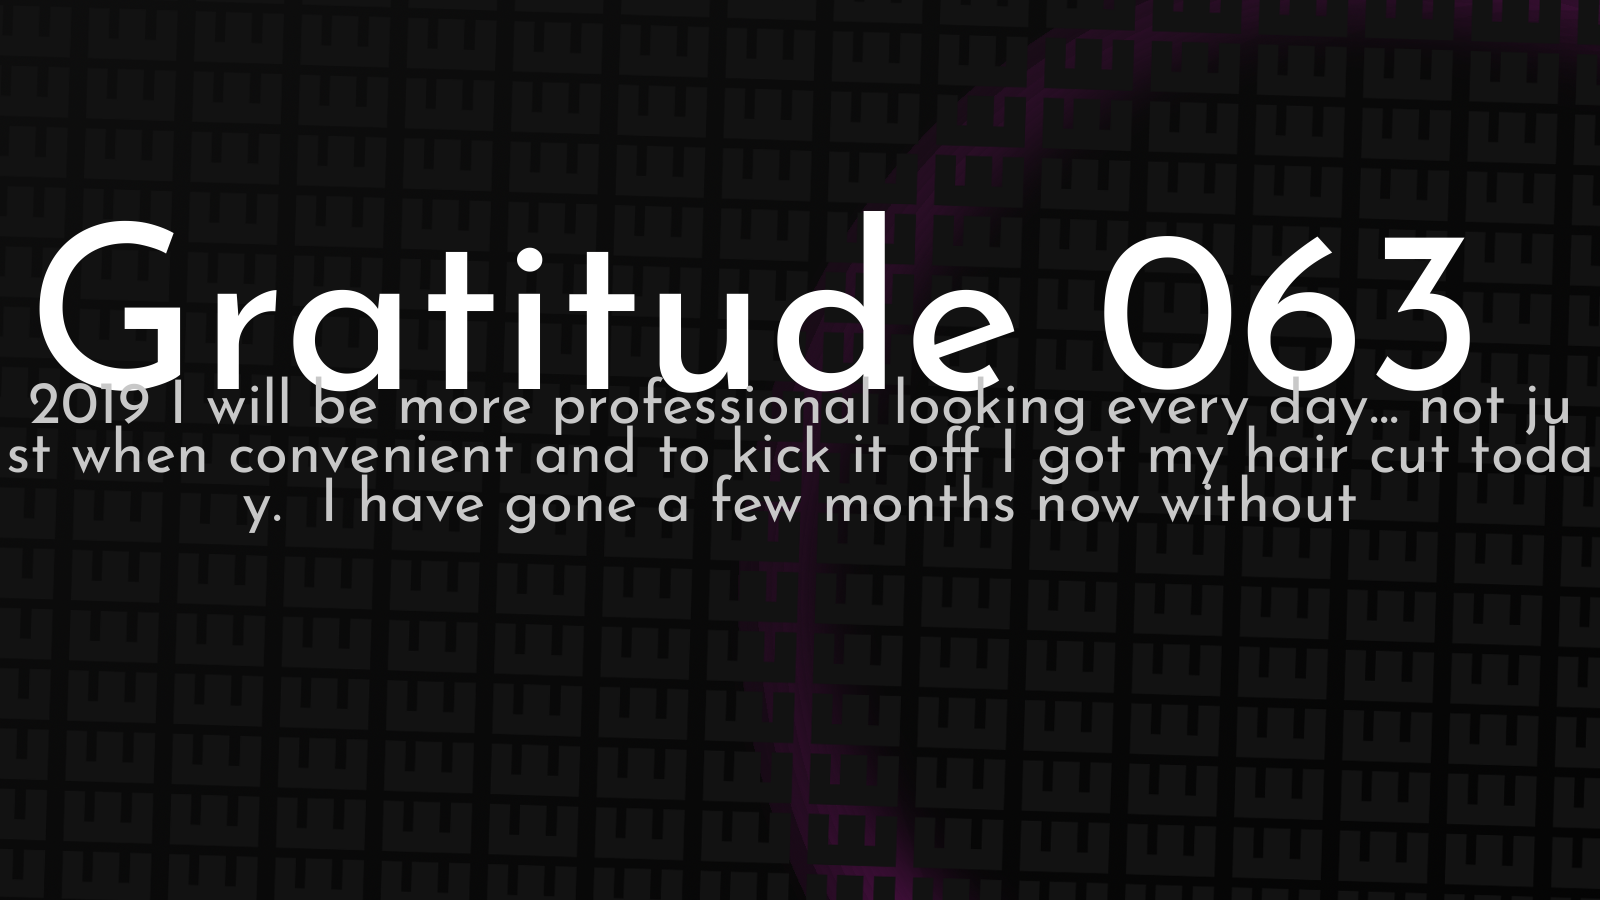 Gratitude 063
2019 I will be more professional looking every day... not ju
st when convenient and to kick it off I got my hair cut toda
y.  I have gone a few months now without